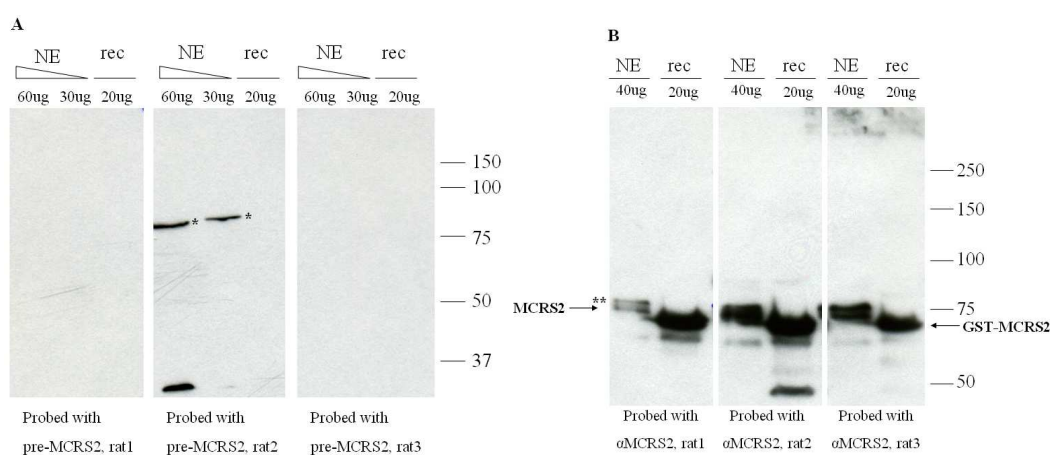 A
NE rec NE rec NE rec
60ug 30ug 20ug 60ug 30ug 20ug 60ug 30ug 20ug
150
100
* *
75
50
37
Probed with Probed with Probed with
pre-MCRS2, rat1 pre-MCRS2, rat2 pre-MCRS2, rat3
B
NE rec NE rec NE rec
40ug 20ug 40ug 20ug 40ug 20ug
250
150
100
**
MCRS2
75
GST-MCRS2
50
Probed with Probed with Probed with
αMCRS2, rat1 αMCRS2, rat2 αMCRS2, rat3